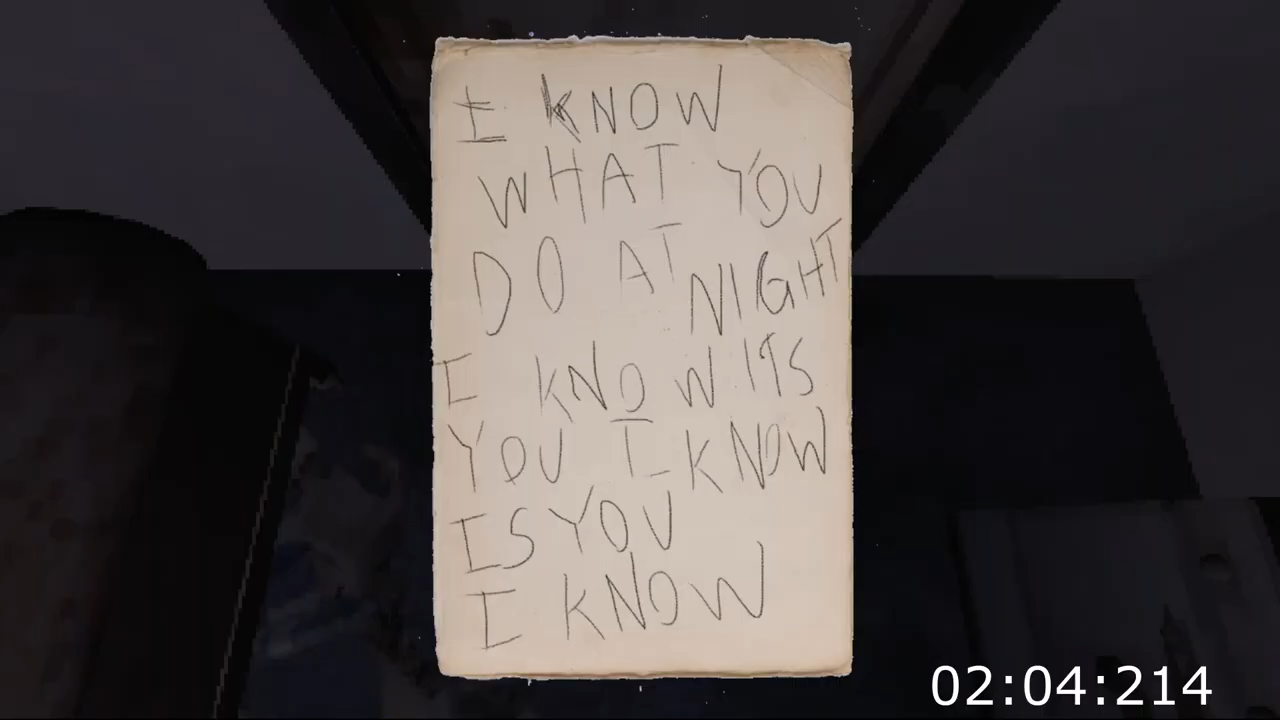 I KNOW
WHAT YOU
DO AT NIGHT
I KNOW ITS
YOU I KNOW
IS YOU
I KNOW
02:04:214